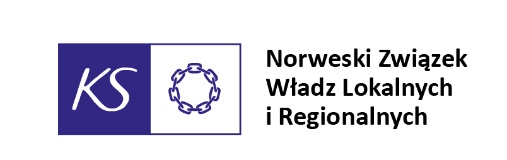 KS
Norweski Związek
Władz Lokalnych
i Regionalnych